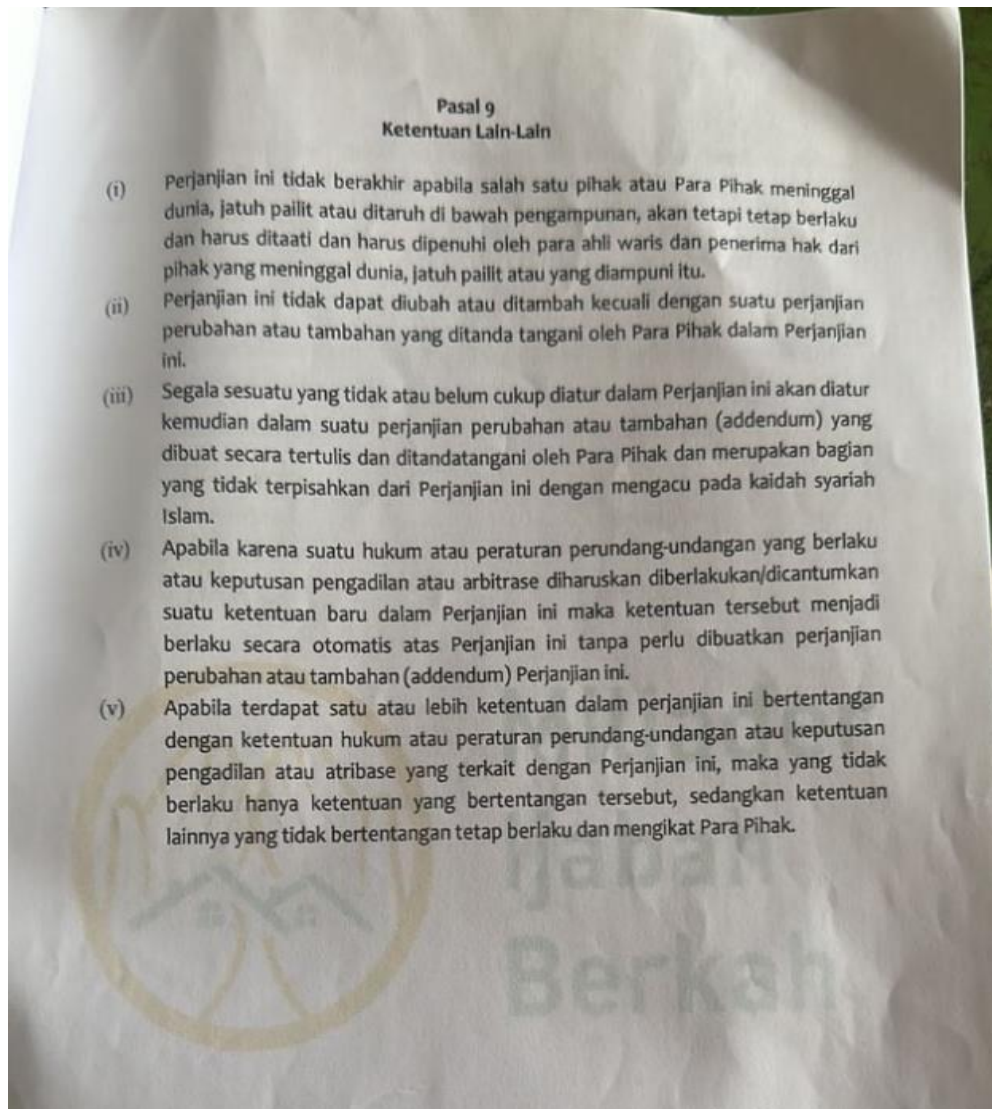 Pasal 9
Ketentuan Lain-Lain
(i) Perjanjian ini tidak berakhir apabila salah satu pihak atau Para Pihak meninggal
dunia, jatuh pailit atau ditaruh di bawah pengampunan, akan tetapi tetap berlaku
dan harus ditaati dan harus dipenuhi oleh para ahli waris dan penerima hak dari
pihak yang meninggal dunia, jatuh pailit atau yang diampuni itu.
(ii) Perjanjian ini tidak dapat diubah atau ditambah kecuali dengan suatu perjanjian
perubahan atau tambahan yang ditanda tangani oleh Para Pihak dalam Perjanjian
ini.
(iii) Segala sesuatu yang tidak atau belum cukup diatur dalam Perjanjian ini akan diatur
kemudian dalam suatu perjanjian perubahan atau tambahan (addendum) yang
dibuat secara tertulis dan ditandatangani oleh Para Pihak dan merupakan bagian
yang tidak terpisahkan dari Perjanjian ini dengan mengacu pada kaidah syariah
Islam.
(iv) Apabila karena suatu hukum atau peraturan perundang-undangan yang berlaku
atau keputusan pengadilan atau arbitrase diharuskan diberlakukan/dicantumkan
suatu ketentuan baru dalam Perjanjian ini maka ketentuan tersebut menjadi
berlaku secara otomatis atas Perjanjian ini tanpa perlu dibuatkan perjanjian
perubahan atau tambahan (addendum) Perjanjian ini.
(v) Apabila terdapat satu atau lebih ketentuan dalam perjanjian ini bertentangan
dengan ketentuan hukum atau peraturan perundang-undangan atau keputusan
pengadilan atau atribase yang terkait dengan Perjanjian ini, maka yang tidak
berlaku hanya ketentuan yang bertentangan tersebut, sedangkan ketentuan
lainnya yang tidak bertentangan tetap berlaku dan mengikat Para Pihak.
Ijabah
Berkah